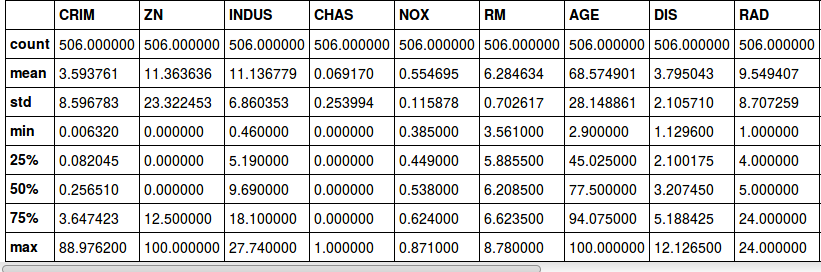 CRIM ZN INDUS CHAS NOX RM AGE DIS RAD
count 506.000000 506.000000 506.000000 506.000000 506.000000 506.000000 506.000000 506.000000 506.000000
mean 3.593761 11.363636 11.136779 0.069170 0.554695 6.284634 68.574901 3.795043 9.549407
std 8.596783 23.322453 6.860353 0.253994 0.115878 0.702617 28.148861 2.105710 8.707259
min 0.006320 0.000000 0.460000 0.000000 0.385000 3.561000 2.900000 1.129600 1.000000
25% 0.082045 0.000000 5.190000 0.000000 0.449000 5.885500 45.025000 2.100175 4.000000
50% 0.256510 0.000000 9.690000 0.000000 0.538000 6.208500 77.500000 3.207450 5.000000
75% 3.647423 12.500000 18.100000 0.000000 0.624000 6.623500 94.075000 5.188425 24.000000
max 88.976200 100.000000 27.740000 1.000000 0.871000 8.780000 100.000000 12.126500 24.000000